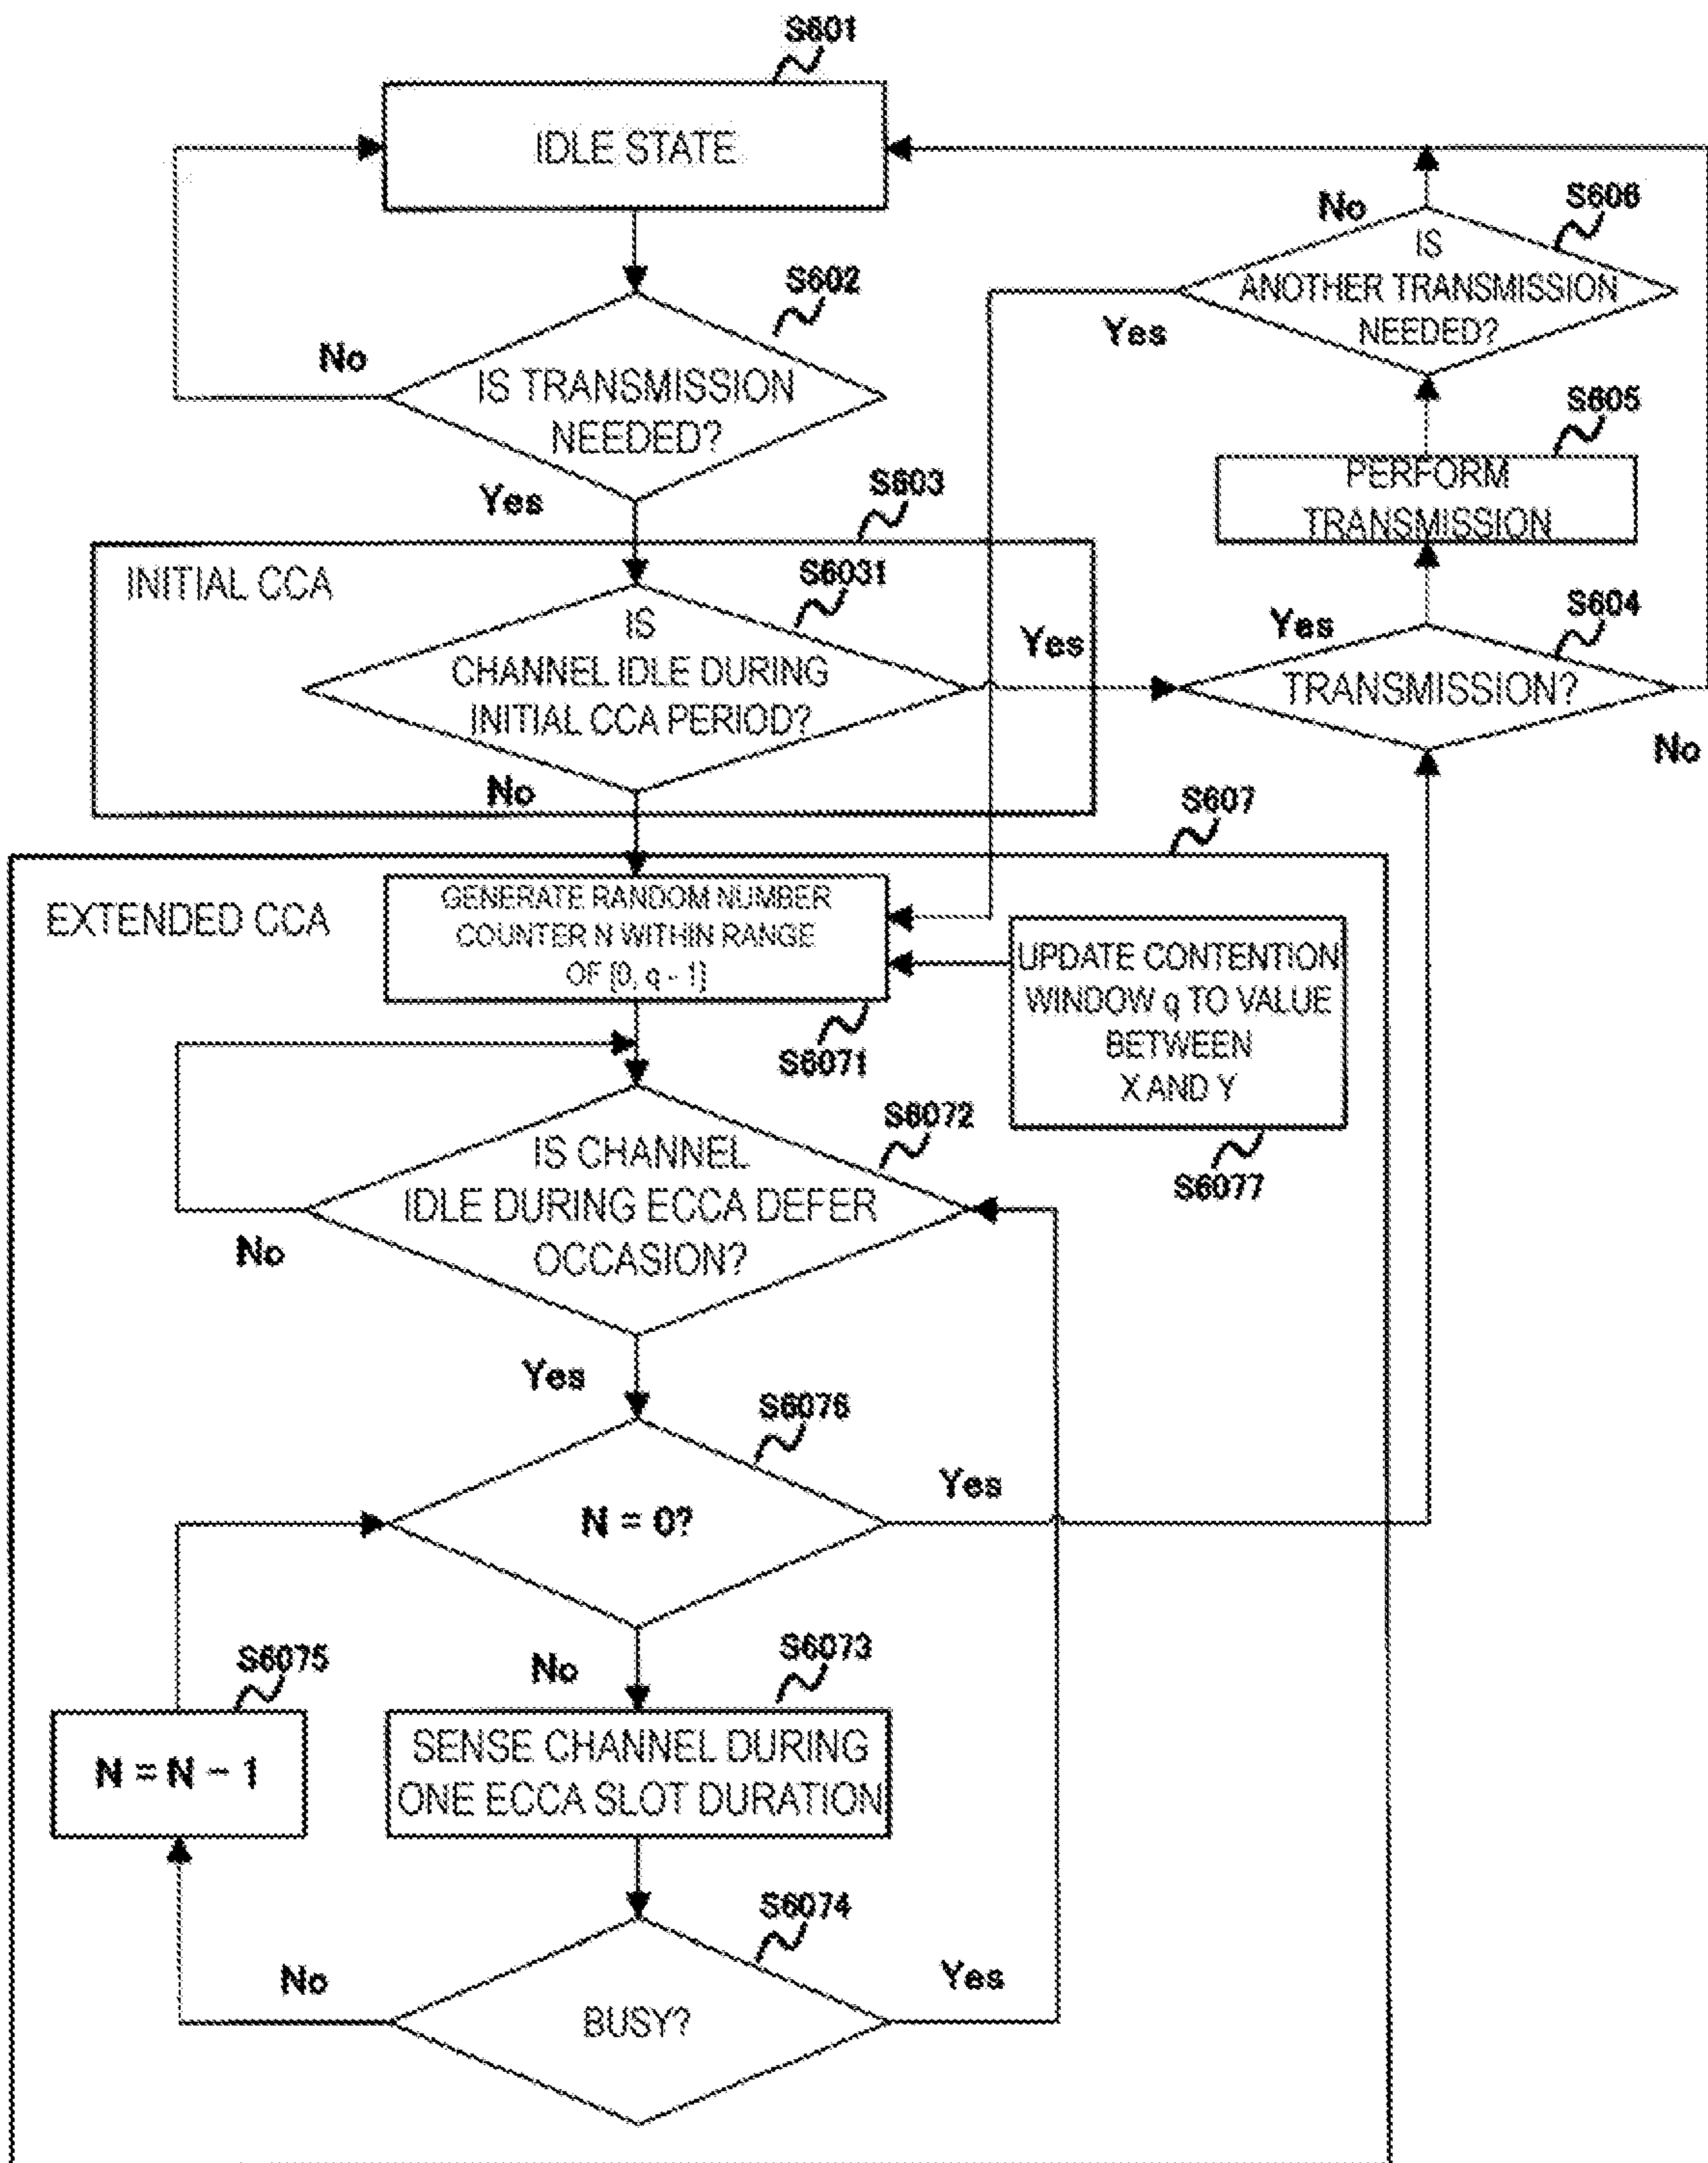 S601
IDLE STATE
S602
No
IS TRANSMISSION
NEEDED?
Yes
S606
No
IS
ANOTHER TRANSMISSION
NEEDED?
Yes
S605
PERFORM
TRANSMISSION
S603
INITIAL CCA
S6031
IS
CHANNEL IDLE DURING
INITIAL CCA PERIOD?
Yes
No
S604
Yes
TRANSMISSION?
No
S607
EXTENDED CCA
GENERATE RANDOM NUMBER
COUNTER N WITHIN RANGE
OF [0, q - 1]
S6071
UPDATE CONTENTION
WINDOW q TO VALUE
BETWEEN
X AND Y
S6077
S6072
IS CHANNEL
IDLE DURING ECCA DEFER
OCCASION?
No
Yes
S6076
N = 0?
Yes
No
S6075
N = N - 1
S6073
SENSE CHANNEL DURING
ONE ECCA SLOT DURATION
S6074
No
BUSY?
Yes